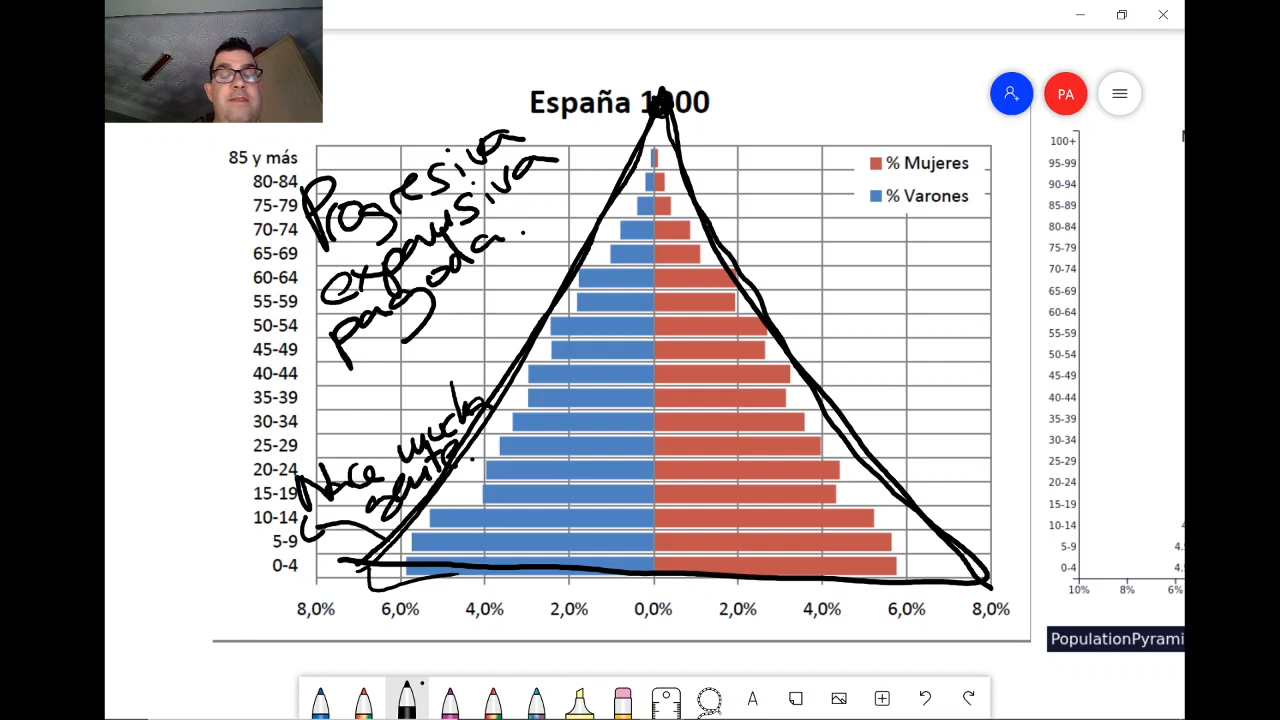 España 1900
PA
% Mujeres
% Varones
Progresiva
expansiva
pagoda.
Nace mucha
gente.
85 y más
80-84
75-79
70-74
65-69
60-64
55-59
50-54
45-49
40-44
35-39
30-34
25-29
20-24
15-19
10-14
5-9
0-4
8,0% 6,0% 4,0% 2,0% 0,0% 2,0% 4,0% 6,0% 8,0%
100+
95-99
90-94
85-89
80-84
75-79
70-74
65-69
60-64
55-59
50-54
45-49
40-44
35-39
30-34
25-29
20-24
15-19
10-14
5-9
0-4
10% 8% 6%
PopulationPyrami
A